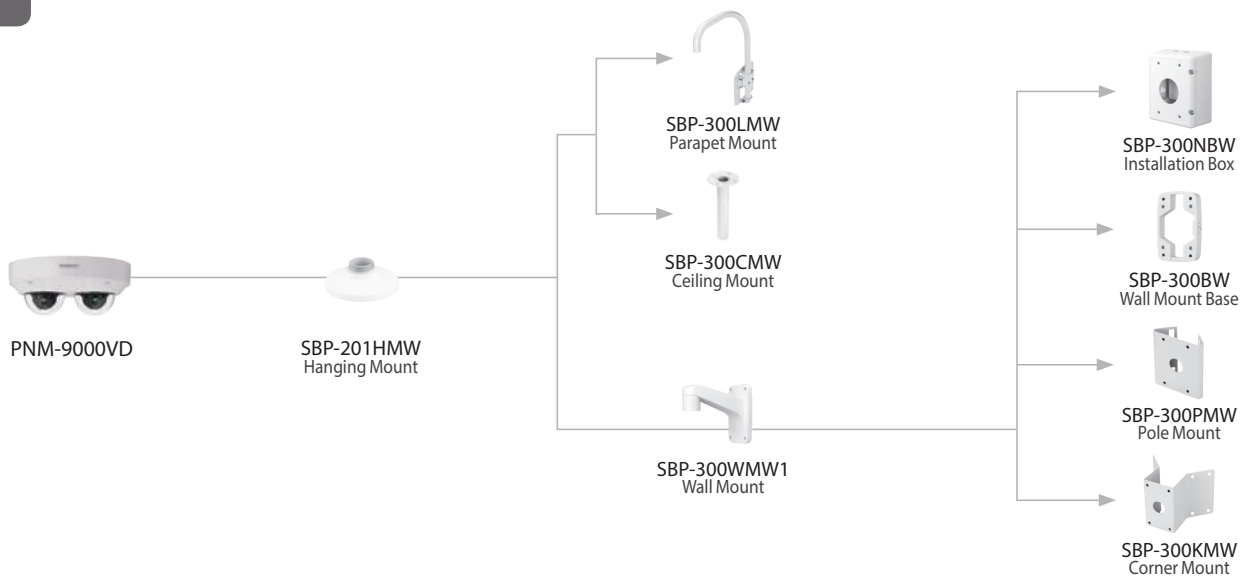 SBP-300LMW
Parapet Mount
SBP-300NBW
Installation Box
SBP-300CMW
Ceiling Mount
SBP-300BW
Wall Mount Base
PNM-9000VD
SBP-201HMW
Hanging Mount
SBP-300PMW
Pole Mount
SBP-300WMW1
Wall Mount
SBP-300KMW
Corner Mount